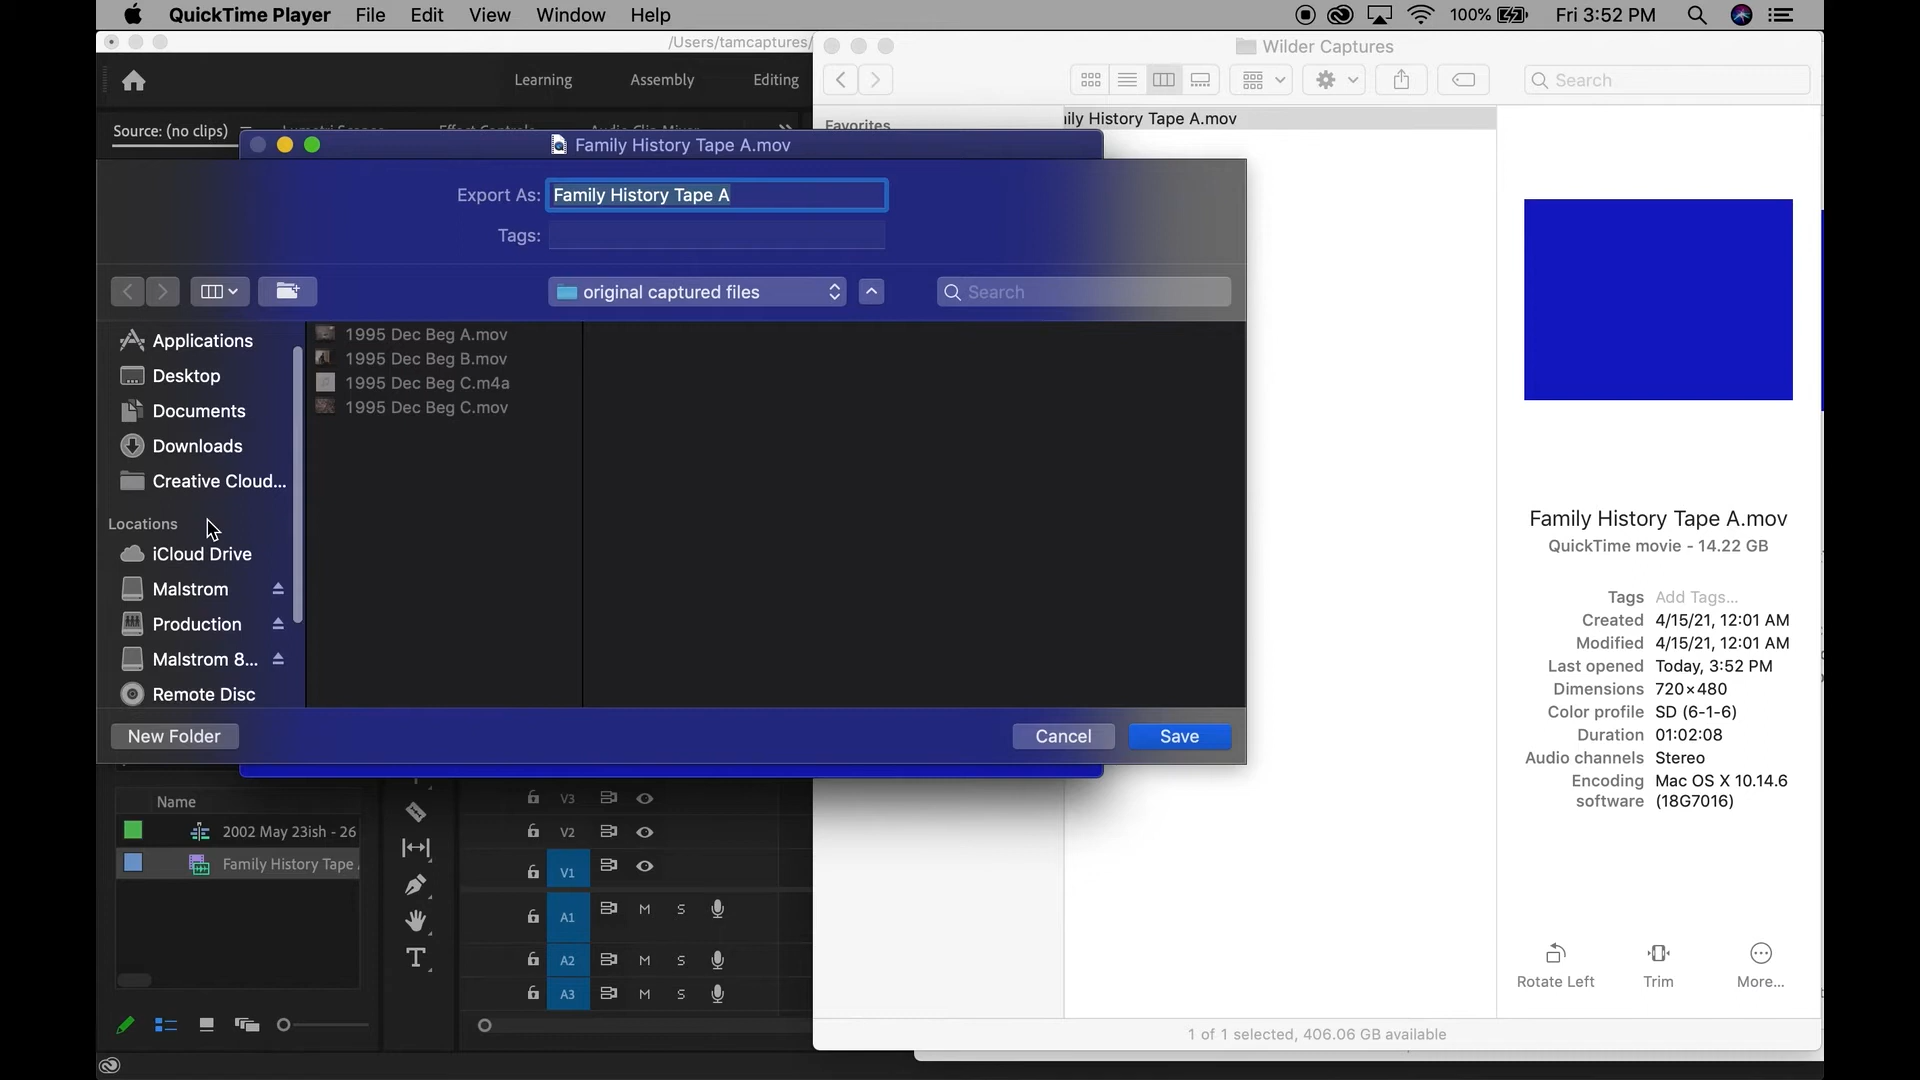 QuickTime Player File Edit View Window Help 100% Fri 3:52 PM
/Users/tamcaptures/
Wilder Captures
Learning Assembly Editing
Search
Source: (no clips)
Favorites
Family History Tape A.mov
Family History Tape A.mov
Export As: Family History Tape A
Tags:
original captured files
Search
Applications
Desktop
Documents
Downloads
Creative Cloud...
Locations
iCloud Drive
Malstrom
Production
Malstrom 8...
Remote Disc
1995 Dec Beg A.mov
1995 Dec Beg B.mov
1995 Dec Beg C.m4a
1995 Dec Beg C.mov
New Folder Cancel Save
Family History Tape A.mov
QuickTime movie - 14.22 GB
Tags Add Tags...
Created 4/15/21, 12:01 AM
Modified 4/15/21, 12:01 AM
Last opened Today, 3:52 PM
Dimensions 720×480
Color profile SD (6-1-6)
Duration 01:02:08
Audio channels Stereo
Encoding Mac OS X 10.14.6
software (18G7016)
Rotate Left Trim More...
1 of 1 selected, 406.06 GB available
Name
2002 May 23ish - 26
Family History Tape
V3
V2
V1
A1 M S
A2 M S
A3 M S
T